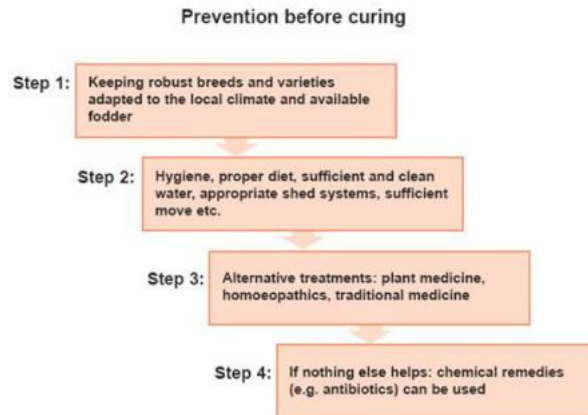 Prevention before curing
Step 1:
Keeping robust breeds and varieties
adapted to the local climate and available
fodder
Step 2:
Hygiene, proper diet, sufficient and clean
water, appropriate shed systems, sufficient
move etc.
Step 3:
Alternative treatments: plant medicine,
homoeopathics, traditional medicine
Step 4:
If nothing else helps: chemical remedies
(e.g. antibiotics) can be used